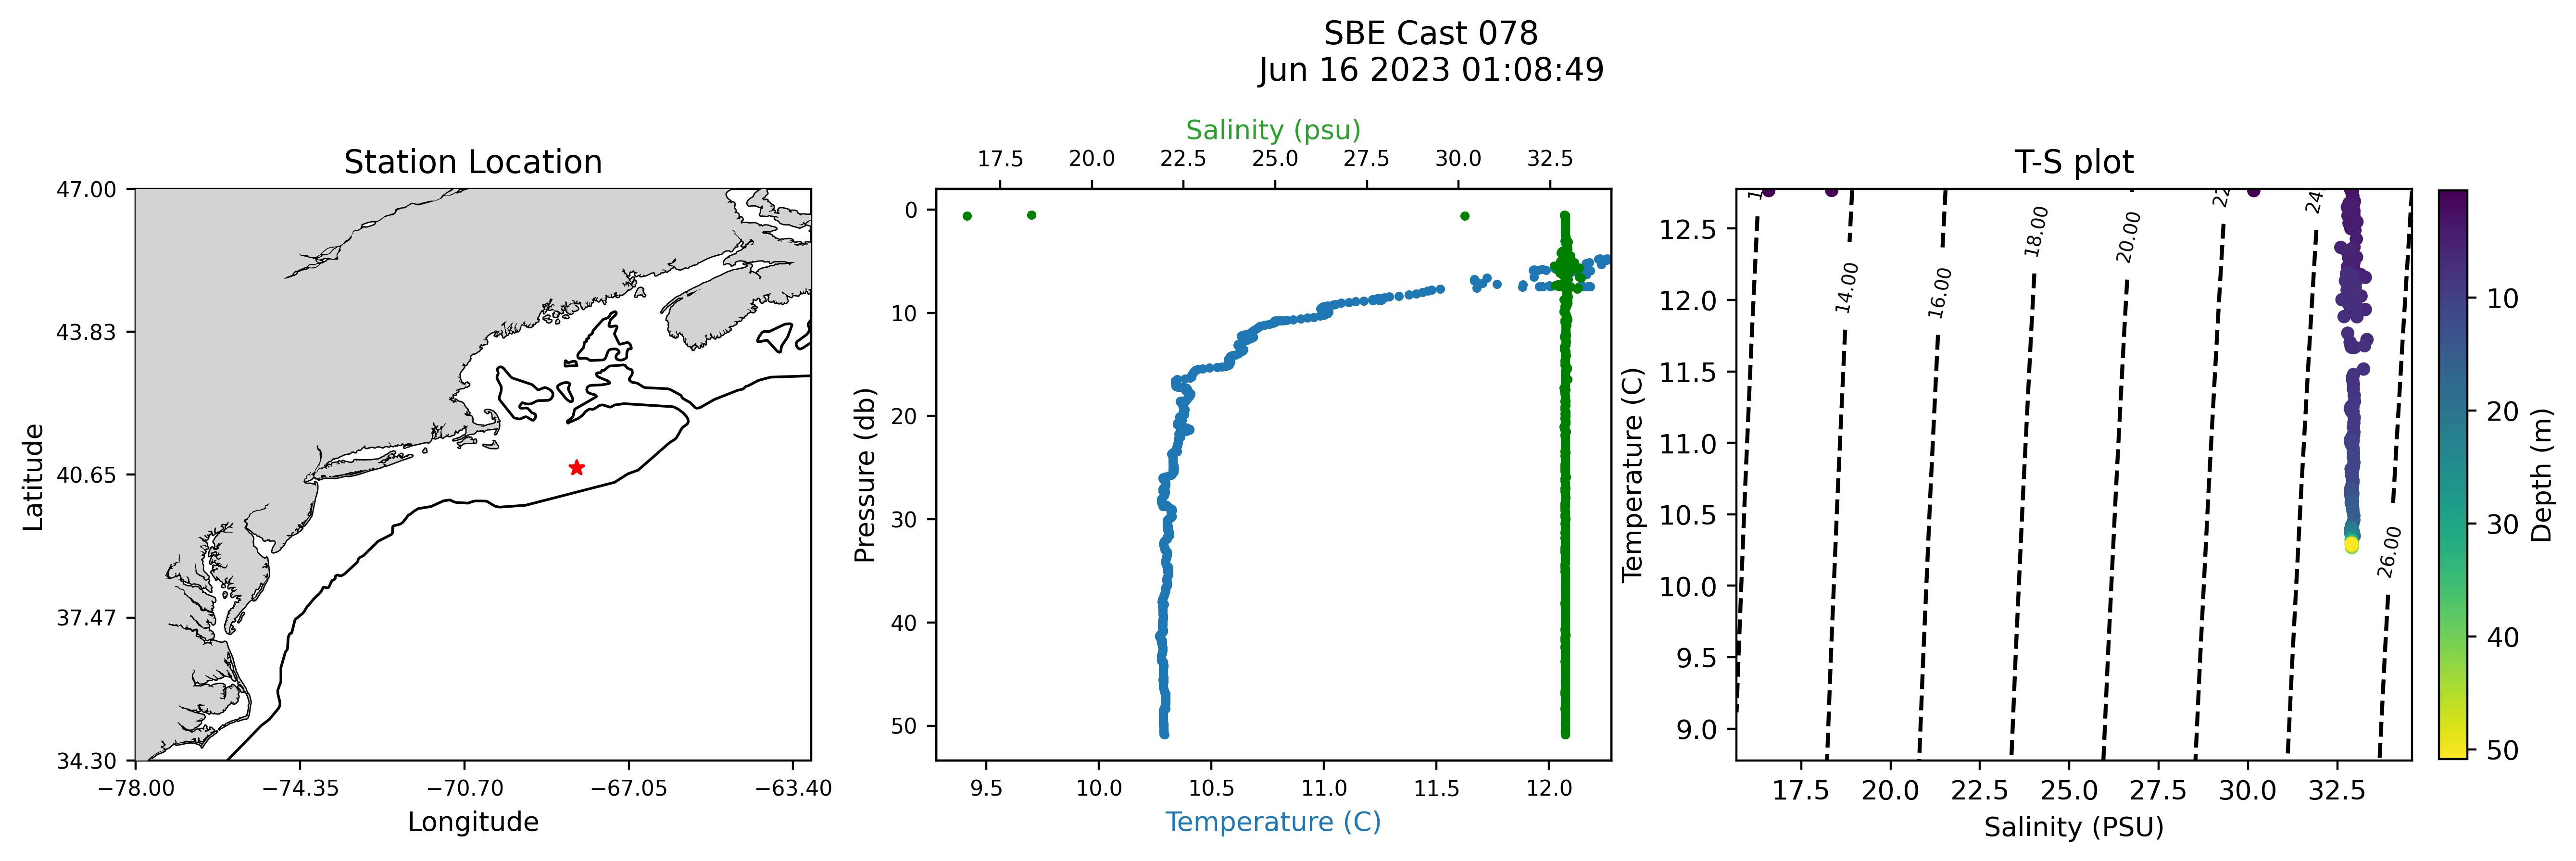 SBE Cast 078
Jun 16 2023 01:08:49
Station Location
47.00
43.83
40.65
37.47
34.30
Latitude
−78.00 −74.35 −70.70 −67.05 −63.40
Longitude
Salinity (psu)
17.5 20.0 22.5 25.0 27.5 30.0 32.5
0
10
20
30
40
50
Pressure (db)
9.5 10.0 10.5 11.0 11.5 12.0
Temperature (C)
T-S plot
12.5
12.0
11.5
11.0
10.5
10.0
9.5
9.0
Temperature (C)
14.00
16.00
18.00
20.00
26.00
17.5 20.0 22.5 25.0 27.5 30.0 32.5
Salinity (PSU)
10
20
30
40
50
Depth (m)